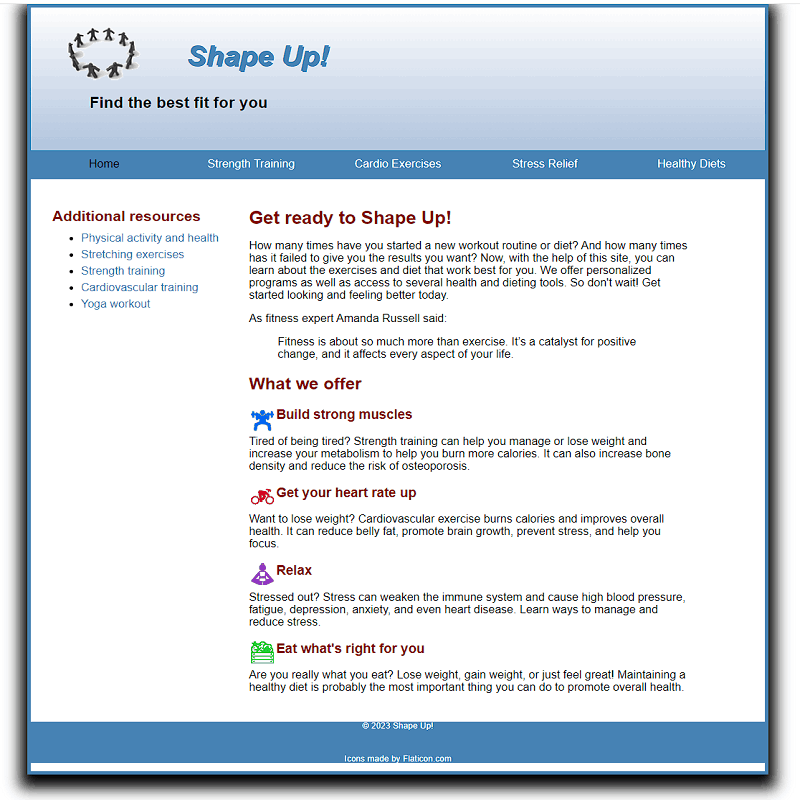 Shape Up!
Find the best fit for you
Home Strength Training Cardio Exercises Stress Relief Healthy Diets
Additional resources
Physical activity and health
Stretching exercises
Strength training
Cardiovascular training
Yoga workout
Get ready to Shape Up!
How many times have you started a new workout routine or diet? And how many times
has it failed to give you the results you want? Now, with the help of this site, you can
learn about the exercises and diet that work best for you. We offer personalized
programs as well as access to several health and dieting tools. So don't wait! Get
started looking and feeling better today.
As fitness expert Amanda Russell said:
Fitness is about so much more than exercise. It’s a catalyst for positive
change, and it affects every aspect of your life.
What we offer
Build strong muscles
Tired of being tired? Strength training can help you manage or lose weight and
increase your metabolism to help you burn more calories. It can also increase bone
density and reduce the risk of osteoporosis.
Get your heart rate up
Want to lose weight? Cardiovascular exercise burns calories and improves overall
health. It can reduce belly fat, promote brain growth, prevent stress, and help you
focus.
Relax
Stressed out? Stress can weaken the immune system and cause high blood pressure,
fatigue, depression, anxiety, and even heart disease. Learn ways to manage and
reduce stress.
Eat what's right for you
Are you really what you eat? Lose weight, gain weight, or just feel great! Maintaining a
healthy diet is probably the most important thing you can do to promote overall health.
© 2023 Shape Up!
Icons made by Flaticon.com